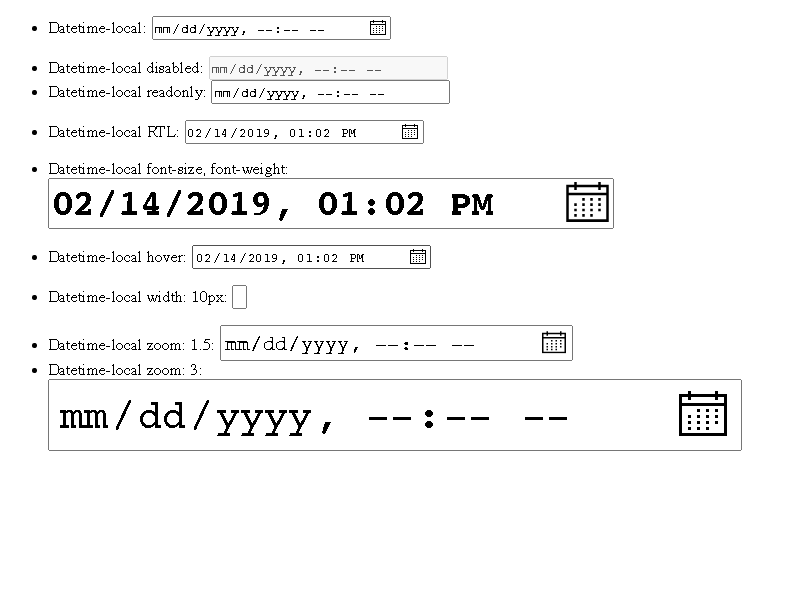 Datetime-local: mm/dd/yyyy, --:-- --
Datetime-local disabled: mm/dd/yyyy, --:-- --
Datetime-local readonly: mm/dd/yyyy, --:-- --
Datetime-local RTL: 02/14/2019, 01:02 PM
Datetime-local font-size, font-weight:
02/14/2019, 01:02 PM
Datetime-local hover: 02/14/2019, 01:02 PM
Datetime-local width: 10px:
Datetime-local zoom: 1.5: mm/dd/yyyy, --:-- --
Datetime-local zoom: 3:
mm/dd/yyyy, --:-- --